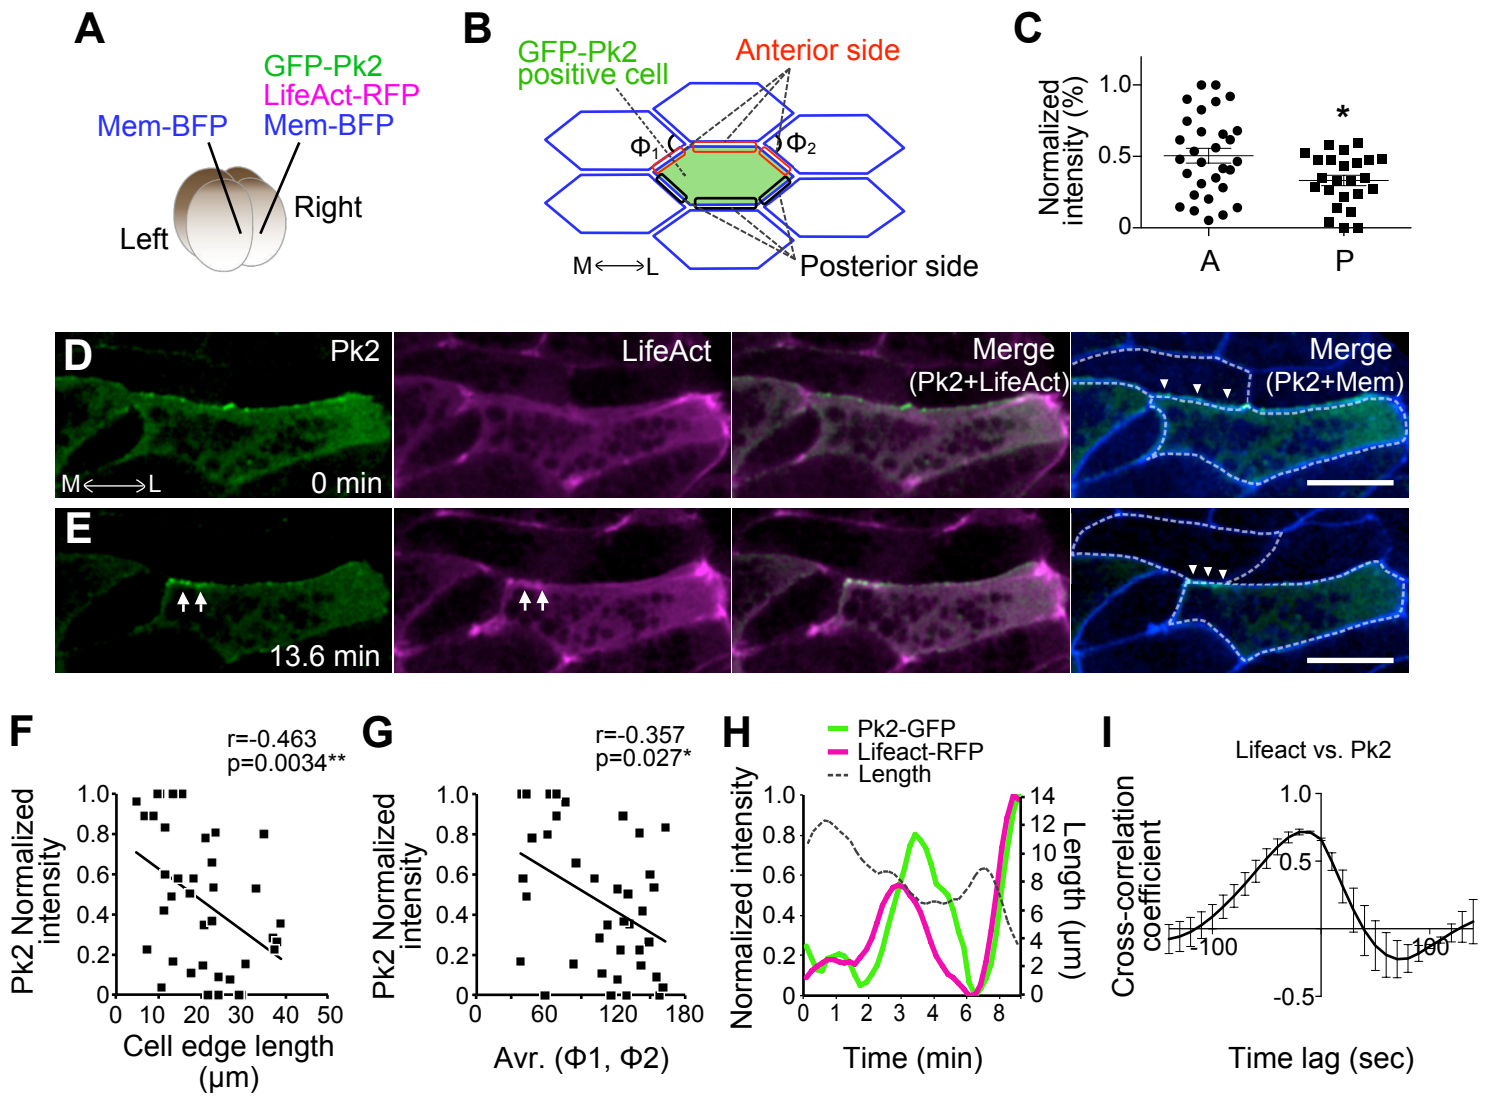 A
GFP-Pk2
LifeAct-RFP
Mem-BFP
Mem-BFP
Left
Right
B
GFP-Pk2
positive cell
Anterior side
Φ1
Φ2
M
L
Posterior side
C
Normalized
intensity (%)
1.0
0.5
0
*
A
P
D
Pk2
LifeAct
Merge
(Pk2+LifeAct)
Merge
(Pk2+Mem)
M
L
0 min
E
13.6 min
F
r=-0.463
p=0.0034**
Pk2 Normalized
intensity
1.0
0.8
0.6
0.4
0.2
0
0
10
20
30
40
50
Cell edge length
(μm)
G
r=-0.357
p=0.027*
Pk2 Normalized
intensity
1.0
0.8
0.6
0.4
0.2
0
0
60
120
180
Avr. (Φ1, Φ2)
H
Pk2-GFP
Lifeact-RFP
Length
Normalized intensity
1.0
0.8
0.6
0.4
0.2
0
14
12
10
8
6
4
2
0
Length (μm)
0
1
2
3
4
6
8
Time (min)
I
Lifeact vs. Pk2
Cross-correlation
coefficient
1.0
0.5
-0.5
-100
100
Time lag (sec)